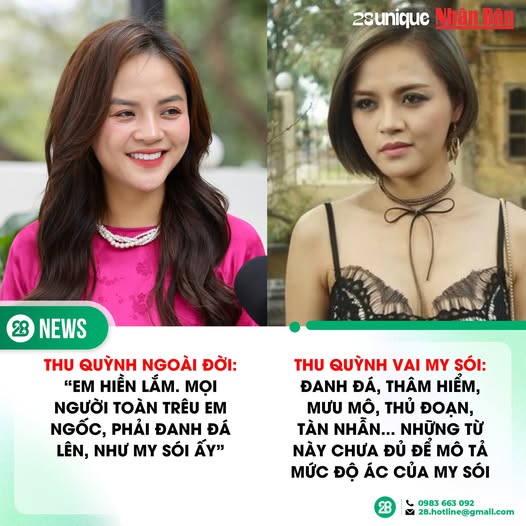 28unique Nhân Dân
28 NEWS
THU QUỲNH NGOÀI ĐỜI:
“EM HIỀN LẮM. MỌI
NGƯỜI TOÀN TRÊU EM
NGỐC, PHẢI ĐANH ĐÁ
LÊN, NHƯ MY SÓI ẤY”
THU QUỲNH VAI MY SÓI:
ĐANH ĐÁ, THÂM HIỂM,
MƯU MÔ, THỦ ĐOẠN,
TÀN NHẪN... NHỮNG TỪ
NÀY CHƯA ĐỦ ĐỂ MÔ TẢ
MỨC ĐỘ ÁC CỦA MY SÓI
28
0983 663 092
28.hotline@gmail.com